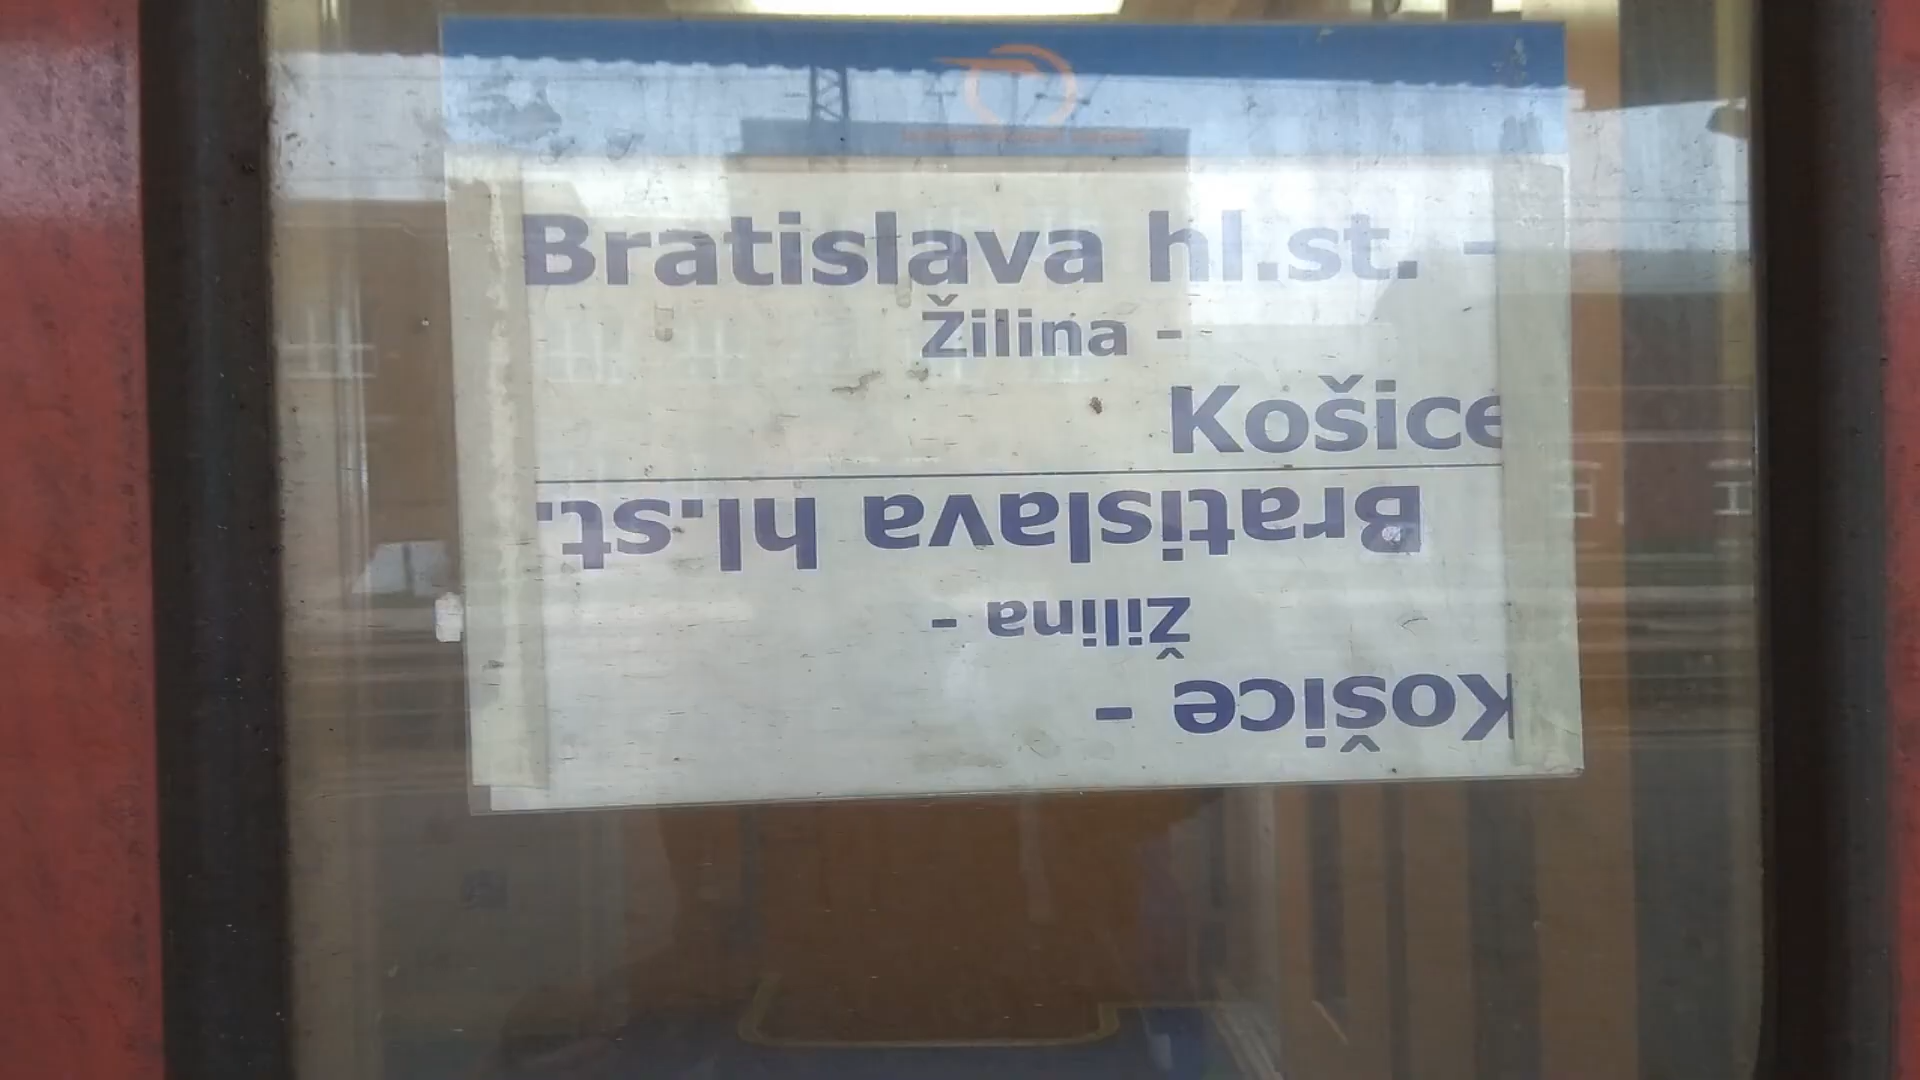 Bratislava hl.st. -
Žilina -
Košice
Košice -
Žilina -
Bratislava hl.st.